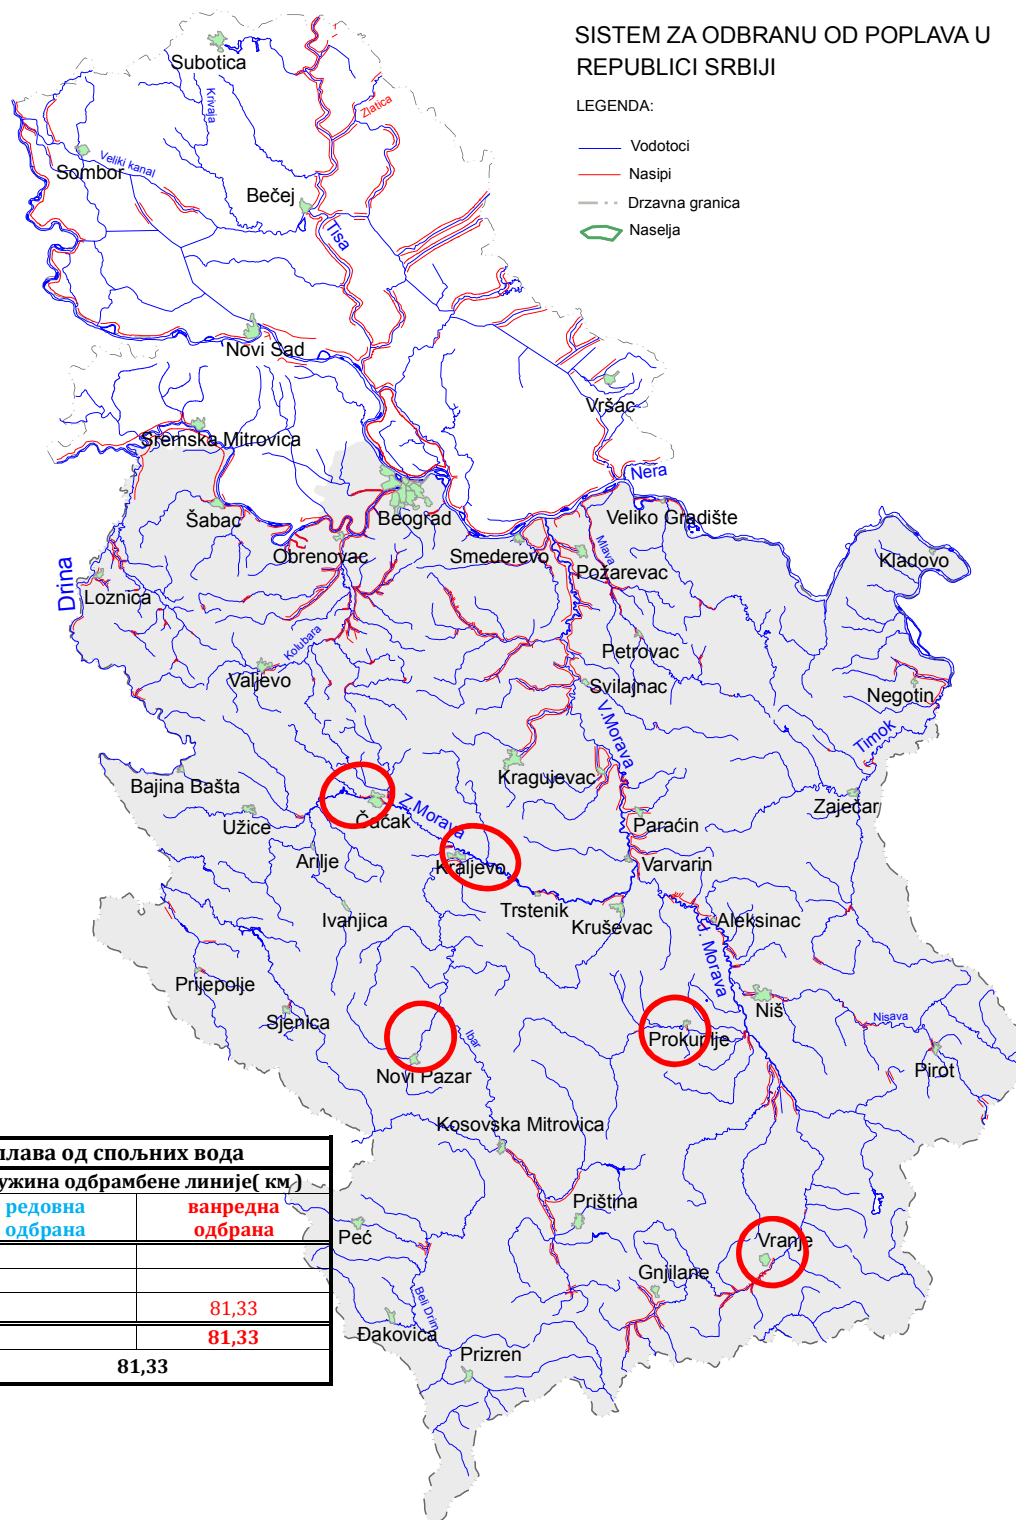 SISTEM ZA ODBRANU OD POPLAVA U
REPUBLICI SRBIJI
LEGENDA:
Vodotoci
Nasipi
Drzavna granica
Naselja
Subotica
Krivaja
Zlatica
Sombor
Veliki kanal
Bečej
Tisa
Novi Sad
Vršac
Sremska Mitrovica
Nera
Šabac
Beograd
Veliko Gradište
Obrenovac
Smederevo
Mlava
Požarevac
Kladovo
Drina
Loznica
Kolubara
Petrovac
Valjevo
Svilajnac
Negotin
V.Morava
Timok
Bajina Bašta
Kragujevac
Zaječar
Užice
Čačak
Z.Morava
Paraćin
Arilje
Kraljevo
Varvarin
Ivanjica
Trstenik
Kruševac
Aleksinac
J. Morava
Prijepolje
Sjenica
Niš
Nisava
Ibar
Prokuplje
Novi Pazar
Pirot
Kosovska Mitrovica
Priština
Peć
Vranje
Gnjilane
Beli Drim
Đakovica
Prizren
лава од спољних вода
ужина одбрамбене линије( км )
редовна
одбрана
ванредна
одбрана
81,33
81,33
81,33